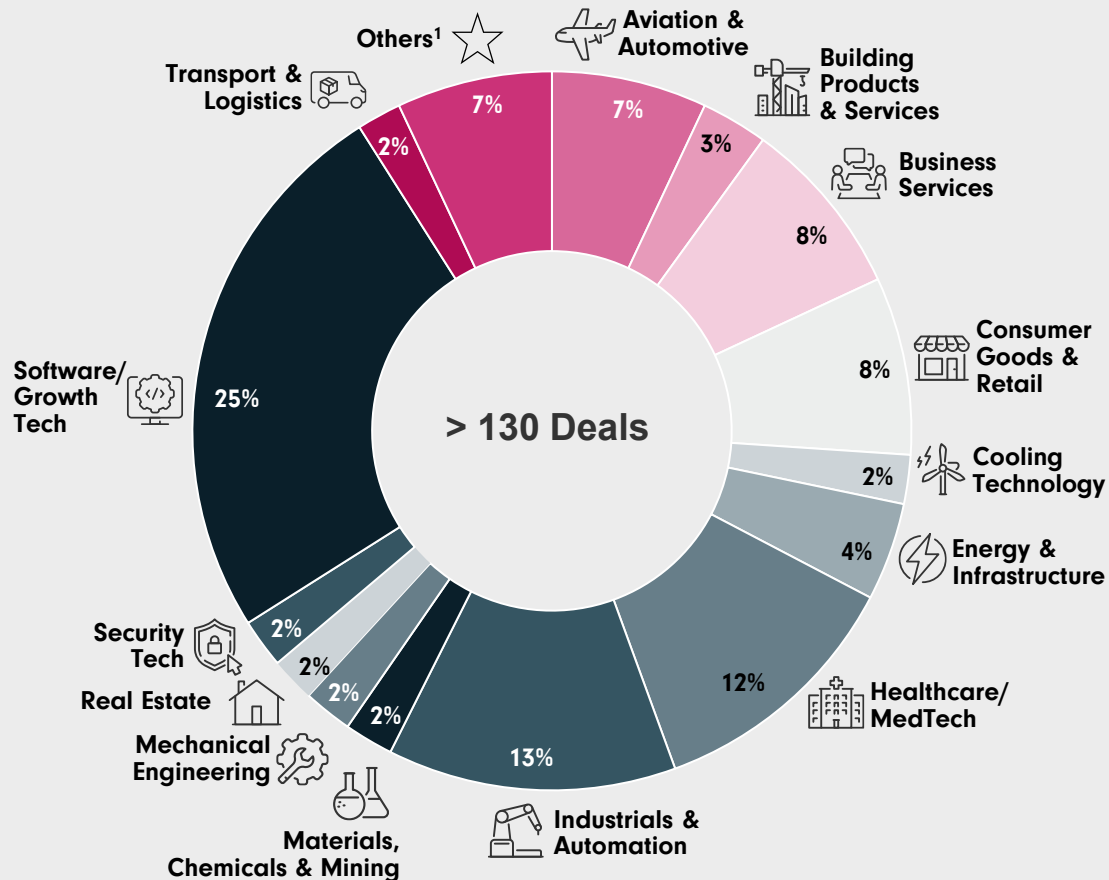 Others¹
7%
Aviation &
Automotive
7%
Building
Products
& Services
3%
Business
Services
8%
Consumer
Goods &
Retail
8%
Cooling
Technology
2%
Energy &
Infrastructure
4%
Healthcare/
MedTech
12%
Industrials &
Automation
13%
Materials,
Chemicals & Mining
2%
Mechanical
Engineering
2%
Real Estate
2%
Security
Tech
2%
Software/
Growth
Tech
25%
</>
Transport &
Logistics
2%
> 130 Deals